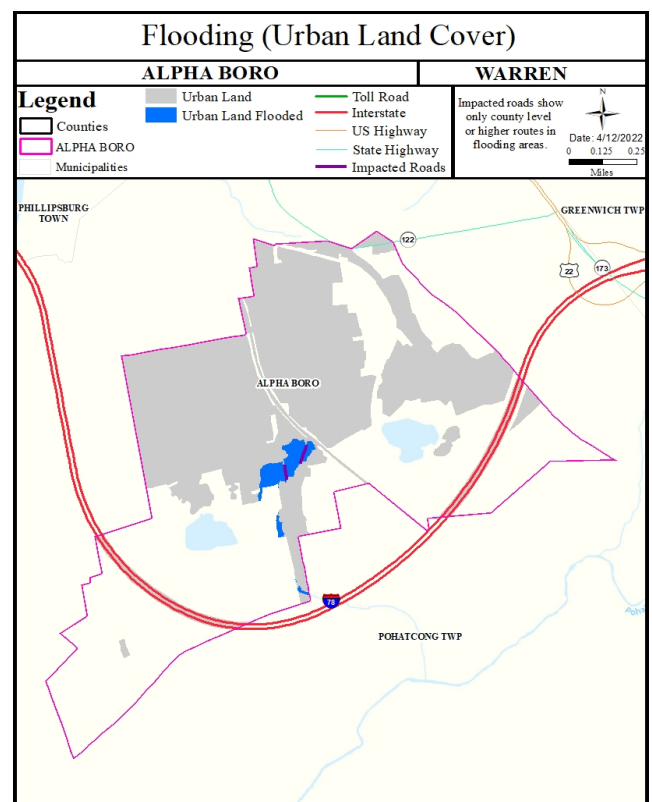 Flooding (Urban Land Cover)
ALPHA BORO
WARREN
Legend
Counties
ALPHA BORO
Municipalities
Urban Land
Urban Land Flooded
Toll Road
Interstate
US Highway
State Highway
Impacted Roads
Impacted roads show
only county level
or higher routes in
flooding areas.
N
Date: 4/12/2022
0 0.125 0.25
Miles
PHILLIPSBURG
TOWN
GREENWICH TWP
122
22
173
ALPHA BORO
78
POHATCONG TWP